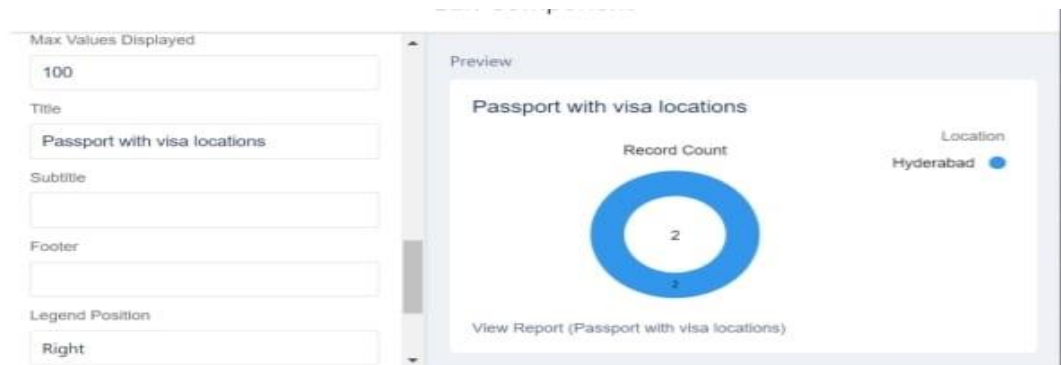 Max Values Displayed
100
Title
Passport with visa locations
Subtitle
Footer
Legend Position
Right
Preview
Passport with visa locations
Record Count
Location
Hyderabad
2
2
View Report (Passport with visa locations)